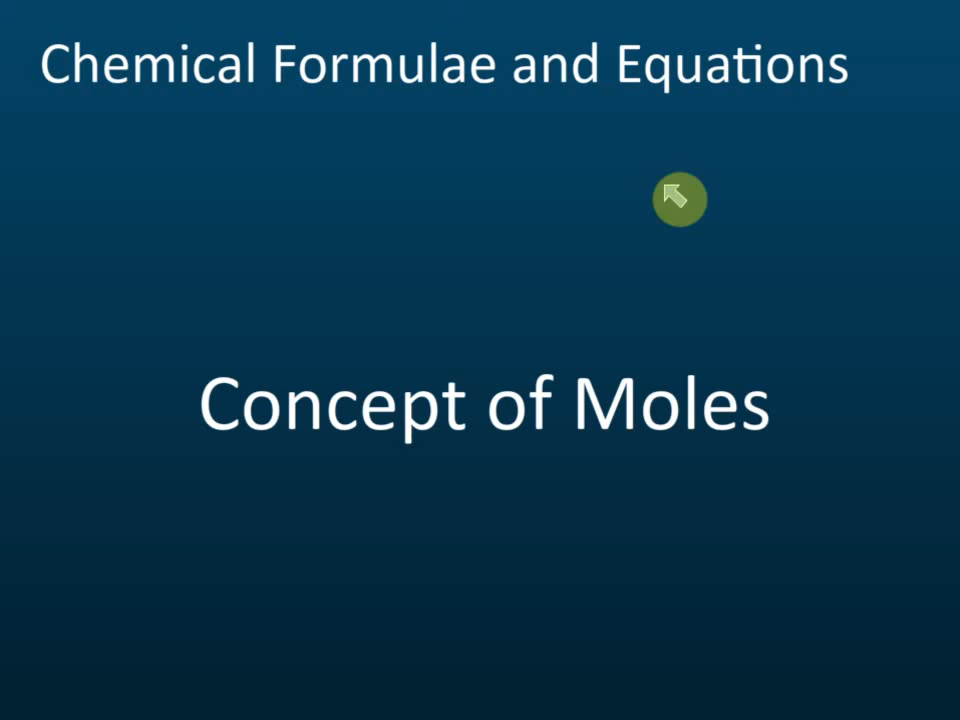 Chemical Formulae and Equations
Concept of Moles